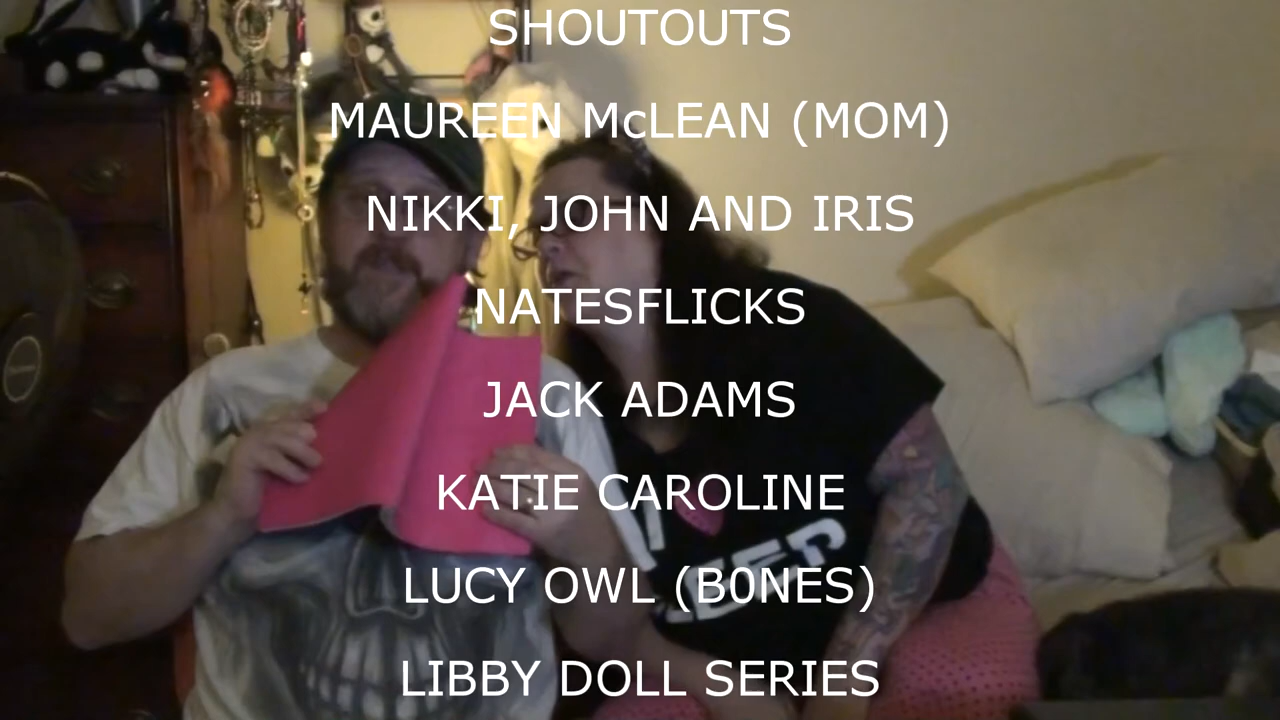 SHOUTOUTS
MAUREEN McLEAN (MOM)
NIKKI, JOHN AND IRIS
NATESFLICKS
JACK ADAMS
KATIE CAROLINE
LUCY OWL (B0NES)
LIBBY DOLL SERIES